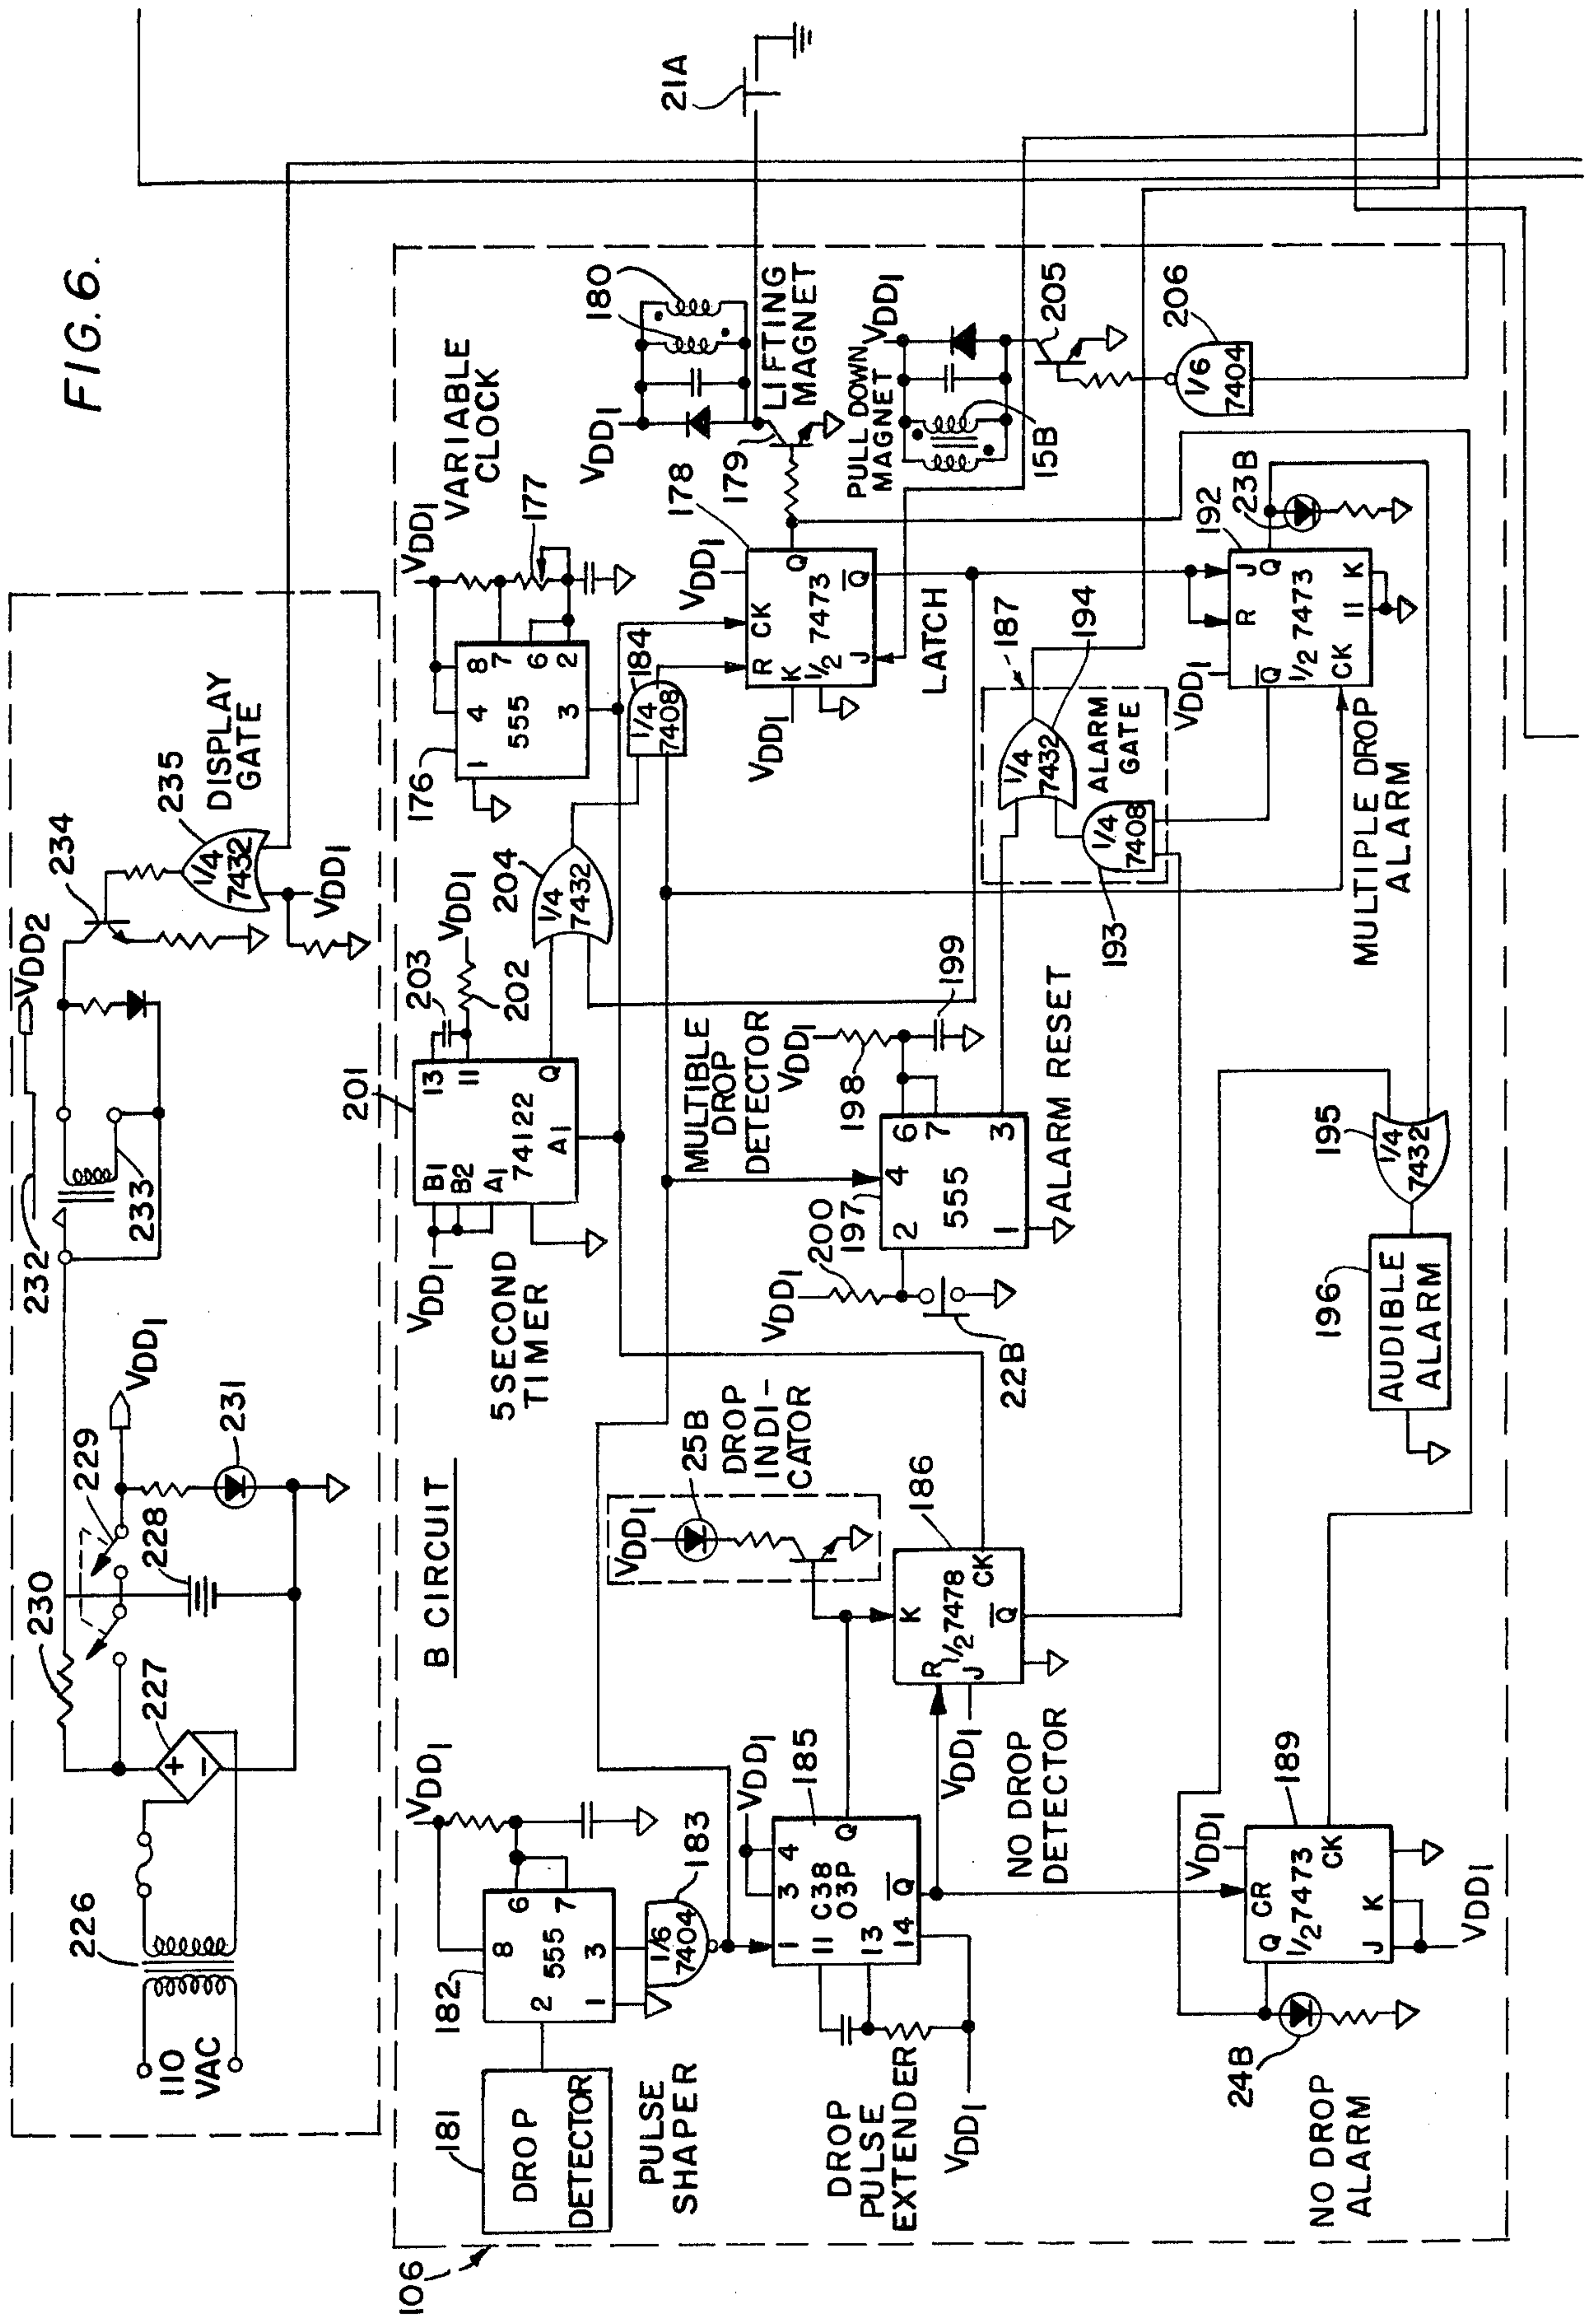 FIG. 6.
110
VAC
226
227
230
228
229
231
VDD1
232
233
VDD2
234
235
1/4
7432
DISPLAY
GATE
VDD1
B CIRCUIT
106
181
DROP
DETECTOR
PULSE
SHAPER
182
8
6
7
555
2
3
1
VDD1
1/6
7404
183
DROP
PULSE
EXTENDER
VDD1
1
3
4
11
C38
03P
13
14
Q
Q
VDD1
185
VDD1
25B
DROP
INDI-
CATOR
186
K
R
1/2 7478
J
CK
Q
VDD1
NO DROP
DETECTOR
5 SECOND
TIMER
VDD1
201
B1
B2
A1
74122
A1
13
11
Q
203
202
VDD1
204
1/4
7432
MULTIBLE
DROP
DETECTOR
VDD1
198
199
200
197
VDD1
2
4
6
7
555
1
3
22B
ALARM RESET
176
1
4
8
7
6
2
555
3
VDD1
VARIABLE
CLOCK
177
184
1/4
7408
VDD1
R
CK
K
1/2
7473
J
Q
Q
VDD1
178
LATCH
179
VDD1
180
LIFTING
MAGNET
21A
PULL DOWN
MAGNET
VDD1
15B
205
206
1/6
7404
187
194
1/4
7432
ALARM
GATE
1/4
7408
193
VDD1
192
J
Q
R
1/2 7473
Q
CK
11
K
23B
MULTIPLE DROP
ALARM
195
1/4
7432
196
AUDIBLE
ALARM
189
VDD1
CR
CK
Q
1/2 7473
J
K
VDD1
24B
NO DROP
ALARM